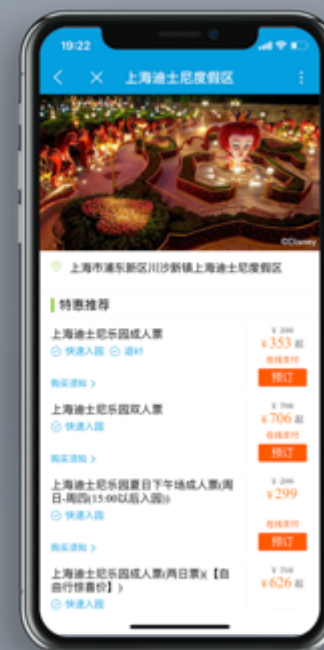 19:22
上海迪士尼度假区
©Disney
上海市浦东新区川沙新镇上海迪士尼度假区
特惠推荐
上海迪士尼乐园成人票
¥353 起
快速入园
在线支付
购买须知 >
预订
上海迪士尼乐园双人票
¥706 起
快速入园
在线支付
购买须知 >
预订
上海迪士尼乐园夏日下午场成人票(周
日-周四(15:00以后入园))
¥299
快速入园
在线支付
购买须知 >
预订
上海迪士尼乐园成人票(两日票)(【自
由行惊喜价】)
¥626 起
快速入园